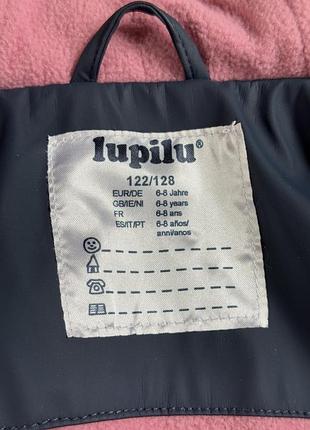 lupilu®
122/128
EUR/DE 6-8 Jahre
GB/IE/NI 6-8 years
FR 6-8 ans
ES/IT/PT 6-8 años/
anni/anos